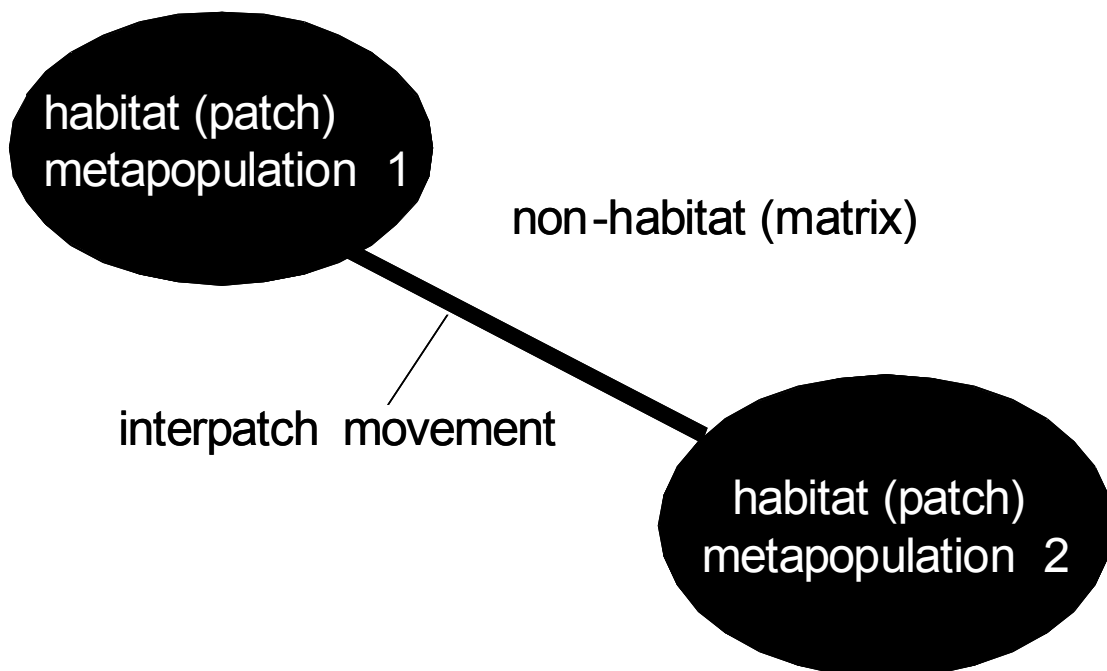 habitat (patch)
metapopulation 1
non-habitat (matrix)
interpatch movement
habitat (patch)
metapopulation 2